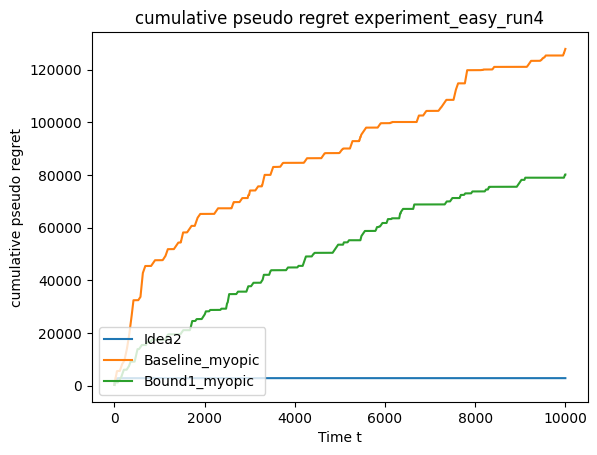 cumulative pseudo regret experiment_easy_run4
cumulative pseudo regret
120000
100000
80000
60000
40000
20000
0
Idea2
Baseline_myopic
Bound1_myopic
0
2000
4000
6000
8000
10000
Time t